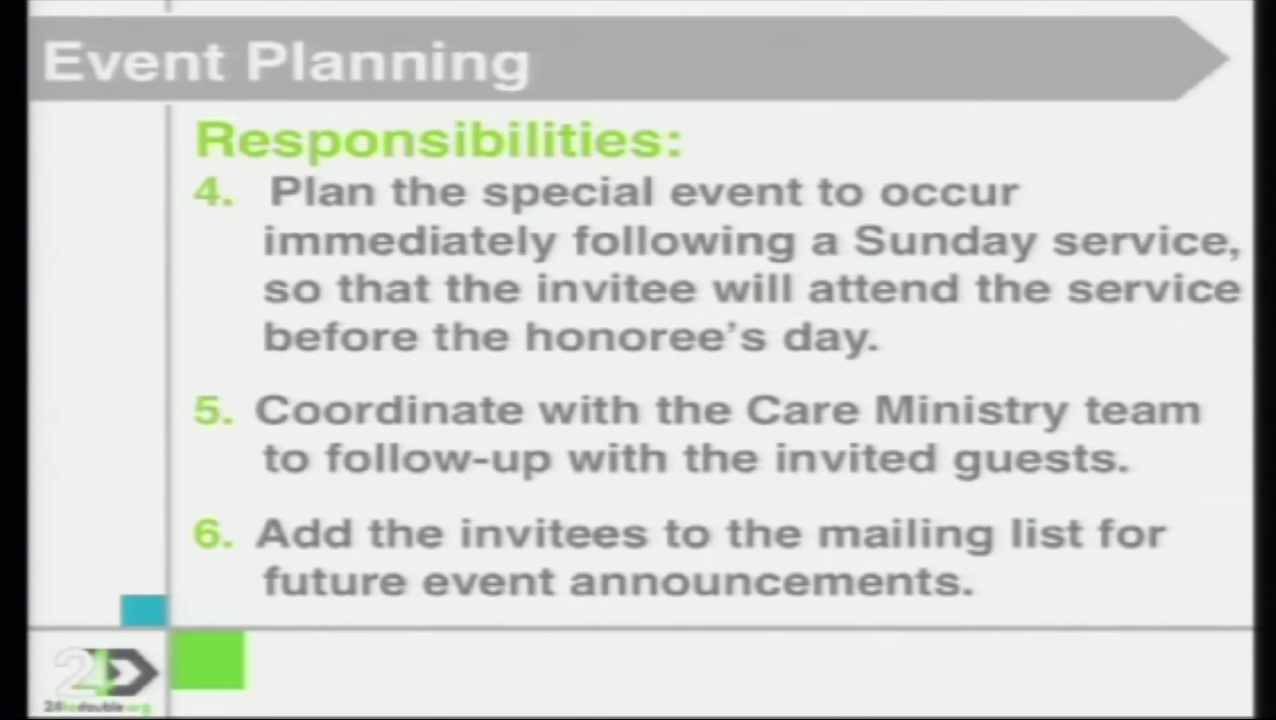 Event Planning
Responsibilities:
4. Plan the special event to occur
immediately following a Sunday service,
so that the invitee will attend the service
before the honoree's day.
5. Coordinate with the Care Ministry team
to follow-up with the invited guests.
6. Add the invitees to the mailing list for
future event announcements.
24todouble.org